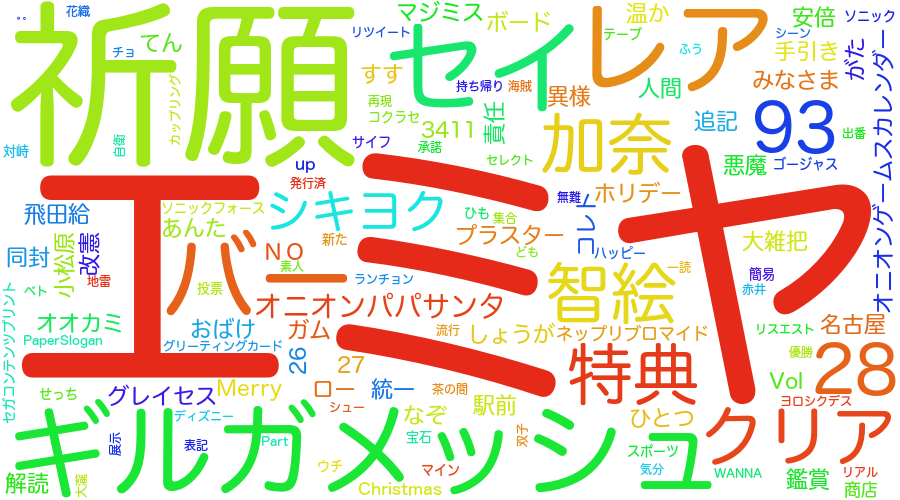 花織
マジミス
ボード
温か
安倍
ソニック
祈願
セイ
レア
リツイート
テープ
シーン
手引き
がた
チョ
てん
ふう
オニオンゲームスカレンダー
カップリング
すす
持ち帰り
海賊
人間
みなさま
再現
異様
コクラセ
責任
93
追記
3411
加奈
出番
自衛
サイフ
承諾
対峙
セレクト
悪魔
ゴージャス
up
エミヤ
発行済
無難
ホリデー
ソニックフォース
シキヨク
ひも
集合
コレト
飛田給
あんた
プラスター
大雑把
新た
NO
ハッピー
バー
小松原
改憲
同封
素人
ども
智絵
一読
地雷
ランチョン
簡易
ベト
投票
赤井
セガコンテンツプリント
オニオンパパサンタ
オオカミ
おばけ
ガム
流行
しょうが
ネップリブロマイド
リスエスト
名古屋
PaperSlogan
グリーティングカード
26
27
特典
優勝
28
せっち
グレイセス
Merry
ロー
統一
茶の間
Vol
駅前
ヨロシクデス
ギルガメッシュ
ディズニー
シュー
なぞ
ひとつ
クリア
展示
表記
Part
宝石
双子
スポーツ
解読
大瀧
ウチ
マイン
気分
WANNA
鑑賞
リアル
Christmas
商店